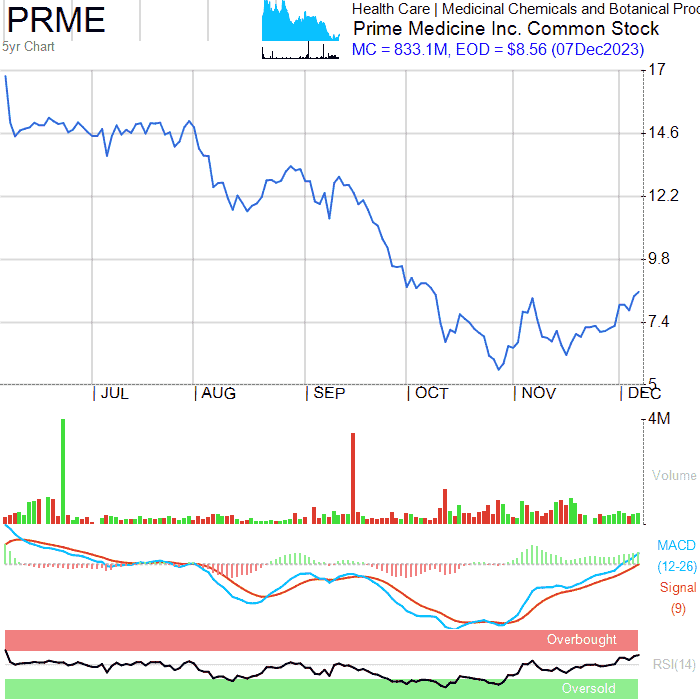 PRME
5yr Chart
Health Care | Medicinal Chemicals and Botanical Proc
Prime Medicine Inc. Common Stock
MC = 833.1M, EOD = $8.56 (07Dec2023)
17
14.6
12.2
9.8
7.4
5
JUL AUG SEP OCT NOV DEC
4M
Volume
MACD
(12-26)
Signal
(9)
Overbought
RSI(14)
Oversold